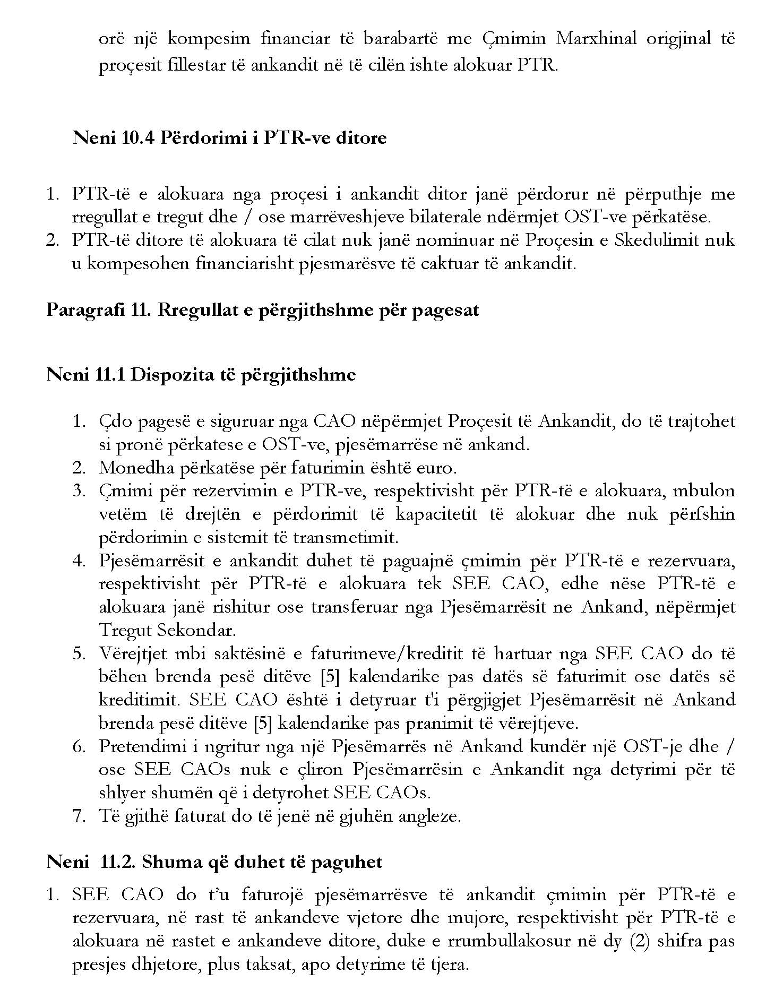 orë një kompesim financiar të barabartë me Çmimin Marxhinal origjinal të
proçesit fillestar të ankandit në të cilën ishte alokuar PTR.
Neni 10.4 Përdorimi i PTR-ve ditore
1. PTR-të e alokuara nga proçesi i ankandit ditor janë përdorur në përputhje me
rregullat e tregut dhe / ose marrëveshjeve bilaterale ndërmjet OST-ve përkatëse.
2. PTR-të ditore të alokuara të cilat nuk janë nominuar në Proçesin e Skedulimit nuk
u kompesohen financiarisht pjesmarësve të caktuar të ankandit.
Paragrafi 11. Rregullat e përgjithshme për pagesat
Neni 11.1 Dispozita të përgjithshme
1. Çdo pagesë e siguruar nga CAO nëpërmjet Proçesit të Ankandit, do të trajtohet
si pronë përkatese e OST-ve, pjesëmarrëse në ankand.
2. Monedha përkatëse për faturimin është euro.
3. Çmimi për rezervimin e PTR-ve, respektivisht për PTR-të e alokuara, mbulon
vetëm të drejtën e përdorimit të kapacitetit të alokuar dhe nuk përfshin
përdorimin e sistemit të transmetimit.
4. Pjesëmarrësit e ankandit duhet të paguajnë çmimin për PTR-të e rezervuara,
respektivisht për PTR-të e alokuara tek SEE CAO, edhe nëse PTR-të e
alokuara janë rishitur ose transferuar nga Pjesëmarrësit ne Ankand, nëpërmjet
Tregut Sekondar.
5. Vërejtjet mbi saktësinë e faturimeve/kreditit të hartuar nga SEE CAO do të
bëhen brenda pesë ditëve [5] kalendarike pas datës së faturimit ose datës së
kreditimit. SEE CAO është i detyruar t'i përgjigjet Pjesëmarrësit në Ankand
brenda pesë ditëve [5] kalendarike pas pranimit të vërejtjeve.
6. Pretendimi i ngritur nga një Pjesëmarrës në Ankand kundër një OST-je dhe /
ose SEE CAOs nuk e çliron Pjesëmarrësin e Ankandit nga detyrimi për të
shlyer shumën që i detyrohet SEE CAOs.
7. Të gjithë faturat do të jenë në gjuhën angleze.
Neni 11.2. Shuma që duhet të paguhet
1. SEE CAO do t’u faturojë pjesëmarrësve të ankandit çmimin për PTR-të e
rezervuara, në rast të ankandeve vjetore dhe mujore, respektivisht për PTR-të e
alokuara në rastet e ankandeve ditore, duke e rrumbullakosur në dy (2) shifra pas
presjes dhjetore, plus taksat, apo detyrime të tjera.